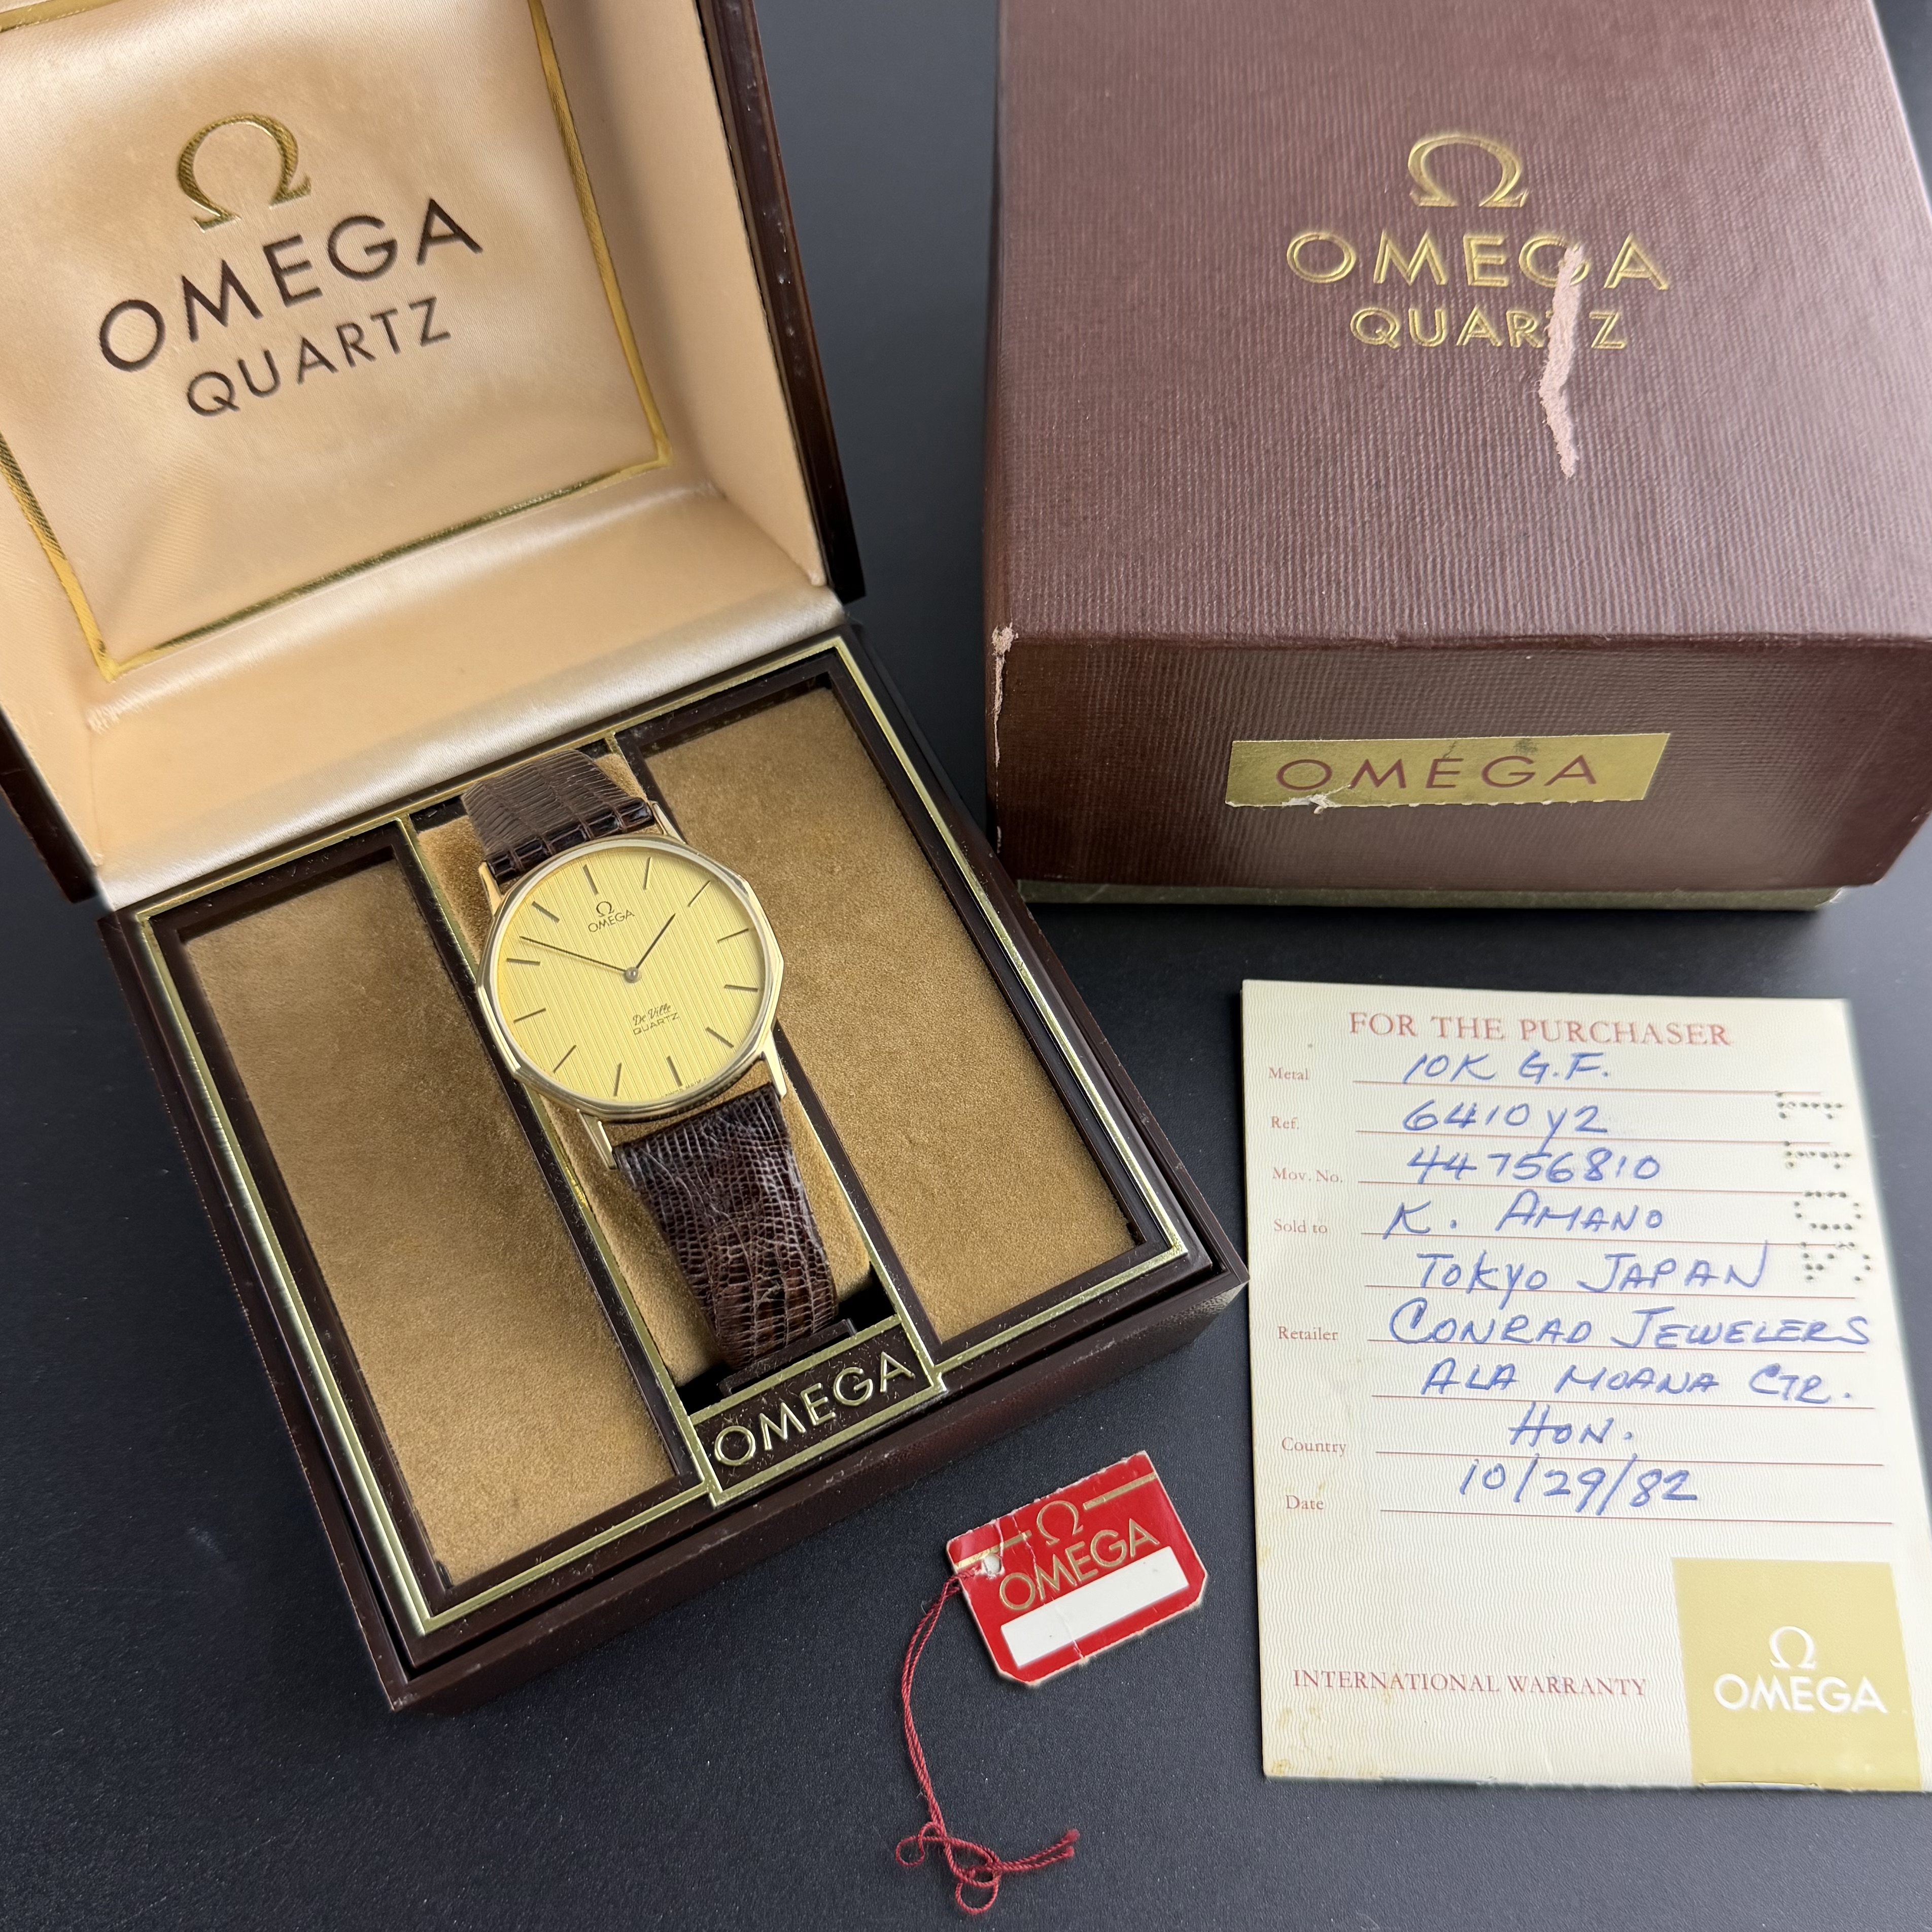 Ω
OMEGA
QUARTZ
Ω
OMEGA
QUARTZ
OMEGA
Ω
OMEGA
De Ville
QUARTZ
OMEGA
Ω
OMEGA
FOR THE PURCHASER
Metal 10K G.F.
Ref. 6410 y2
Mov. No. 44756810
Sold to K. AMANO
TOKYO JAPAN
Retailer CONRAD JEWELERS
ALA MOANA CTR.
Country HON.
Date 10/29/82
INTERNATIONAL WARRANTY
Ω
OMEGA